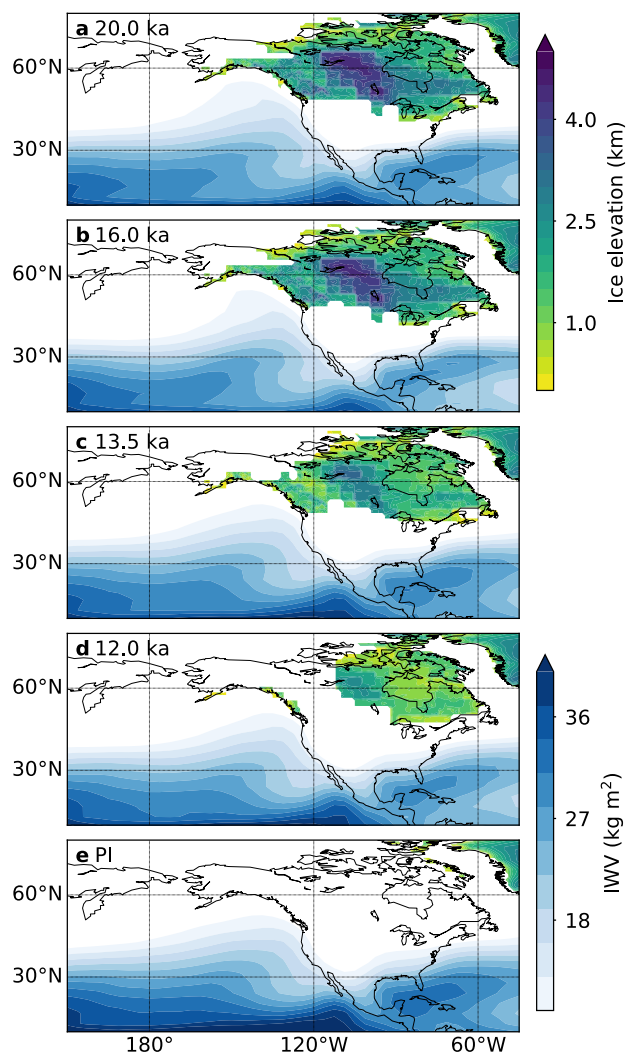 a 20.0 ka
60°N
30°N
b 16.0 ka
60°N
30°N
c 13.5 ka
60°N
30°N
d 12.0 ka
60°N
30°N
e PI
60°N
30°N
180°
120°W
60°W
4.0
2.5
1.0
Ice elevation (km)
36
27
18
IWV (kg m²)